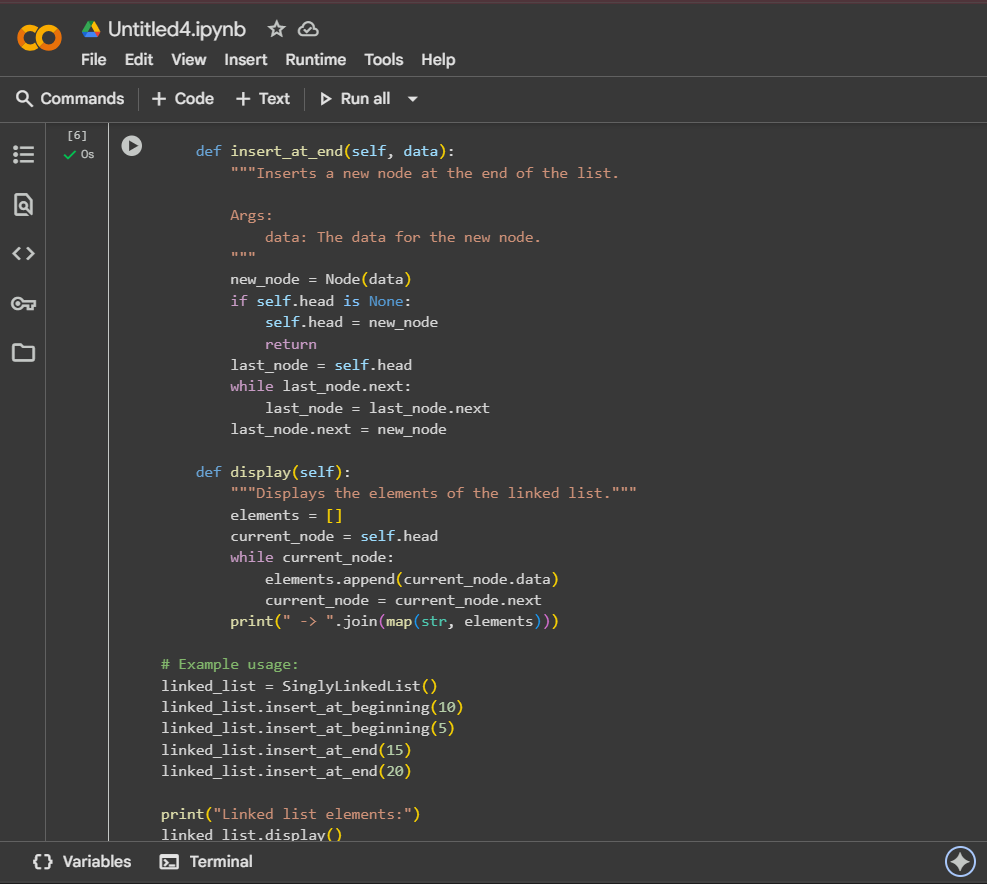 Untitled4.ipynb
File Edit View Insert Runtime Tools Help
Commands + Code + Text Run all
[6]
0s
def insert_at_end(self, data):
"""Inserts a new node at the end of the list.
Args:
data: The data for the new node.
"""
new_node = Node(data)
if self.head is None:
self.head = new_node
return
last_node = self.head
while last_node.next:
last_node = last_node.next
last_node.next = new_node
def display(self):
"""Displays the elements of the linked list."""
elements = []
current_node = self.head
while current_node:
elements.append(current_node.data)
current_node = current_node.next
print(" -> ".join(map(str, elements)))
# Example usage:
linked_list = SinglyLinkedList()
linked_list.insert_at_beginning(10)
linked_list.insert_at_beginning(5)
linked_list.insert_at_end(15)
linked_list.insert_at_end(20)
print("Linked list elements:")
linked_list.display()
{} Variables Terminal